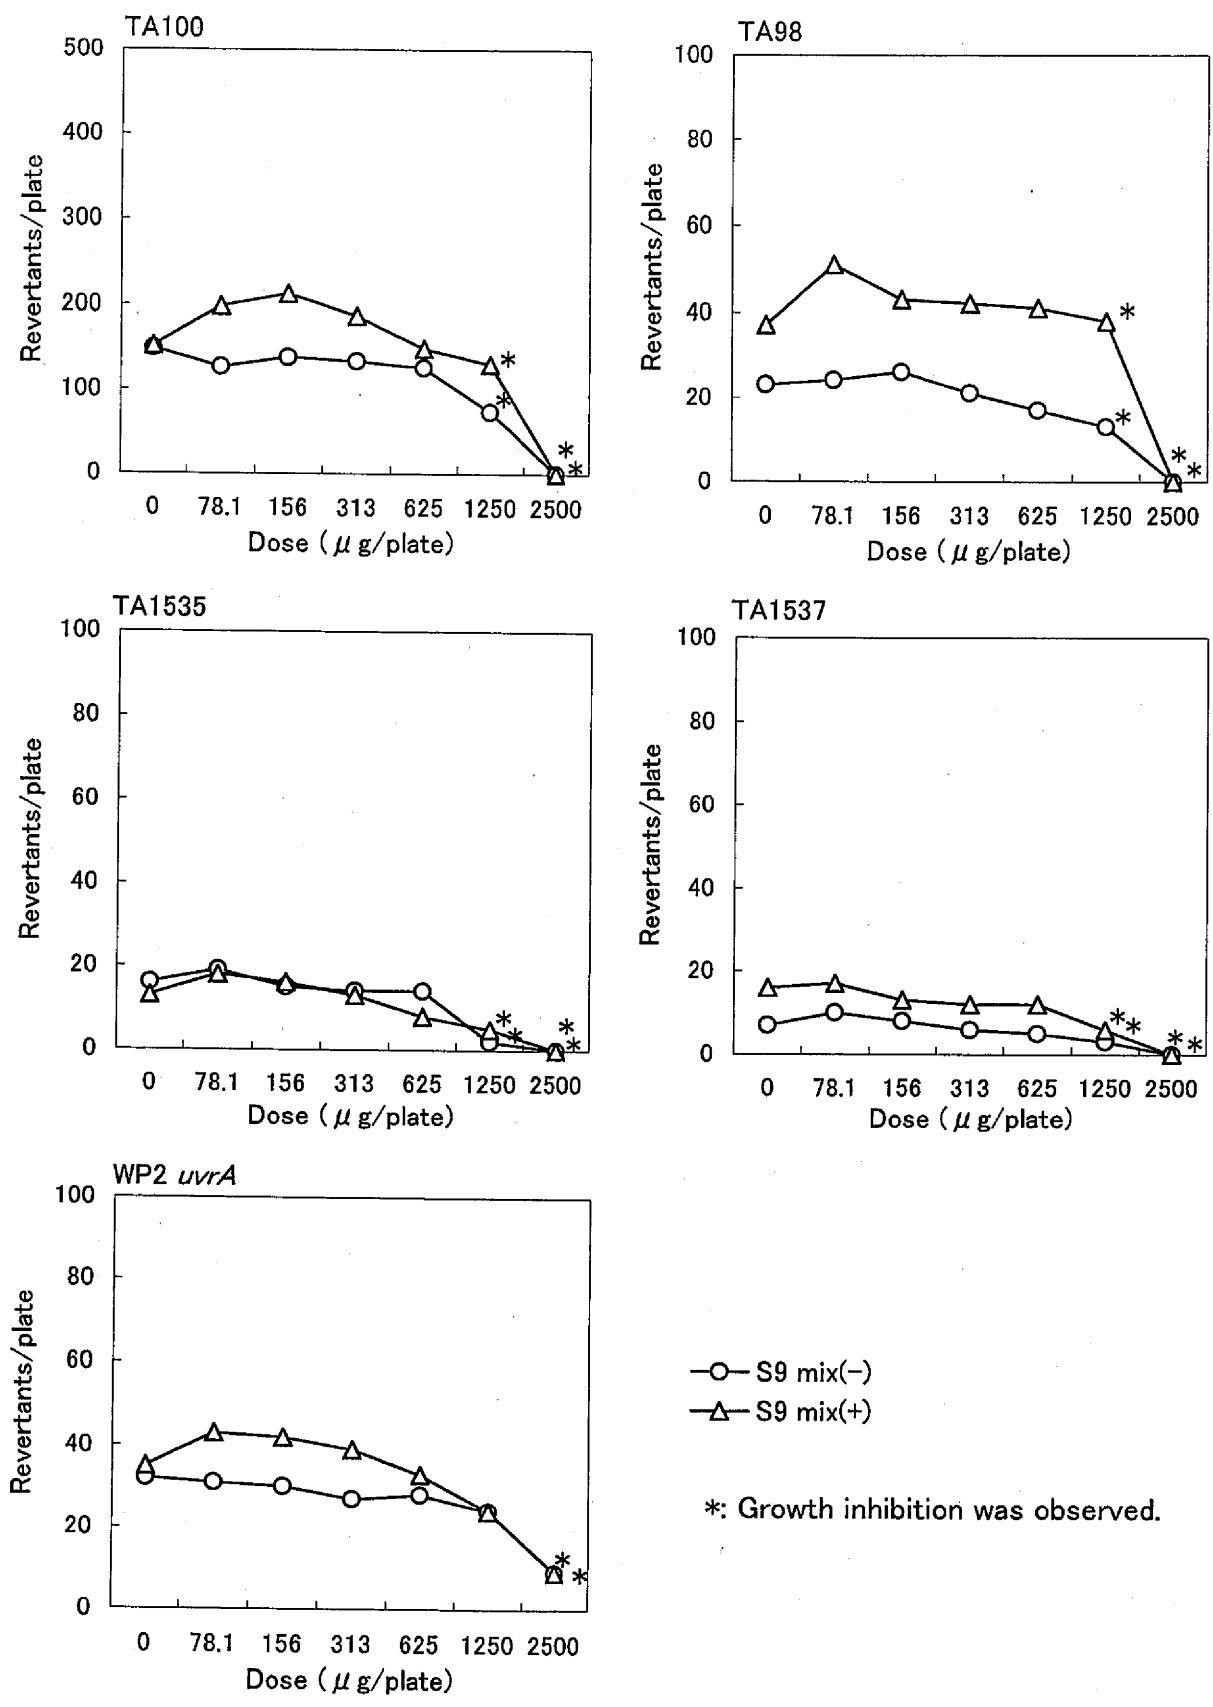 TA100
500
400
300
200
100
0
Revertants/plate
0 78.1 156 313 625 1250 2500
Dose (μg/plate)
* * * *
TA98
100
80
60
40
20
0
Revertants/plate
0 78.1 156 313 625 1250 2500
Dose (μg/plate)
* * * *
TA1535
100
80
60
40
20
0
Revertants/plate
0 78.1 156 313 625 1250 2500
Dose (μg/plate)
* * * *
TA1537
100
80
60
40
20
0
Revertants/plate
0 78.1 156 313 625 1250 2500
Dose (μg/plate)
* * * *
WP2 uvrA
100
80
60
40
20
0
Revertants/plate
0 78.1 156 313 625 1250 2500
Dose (μg/plate)
* *
S9 mix(-)
S9 mix(+)
*: Growth inhibition was observed.